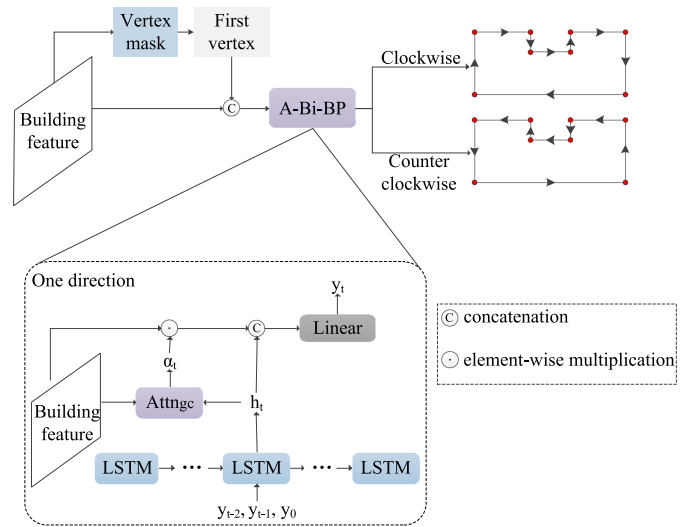 Vertex
mask
First
vertex
Building
feature
C
A-Bi-BP
Clockwise
Counter
clockwise
One direction
y_t
C
Linear
α_t
Building
feature
Attn_gc
h_t
LSTM
...
LSTM
...
LSTM
y_t-2, y_t-1, y_0
C concatenation
element-wise multiplication